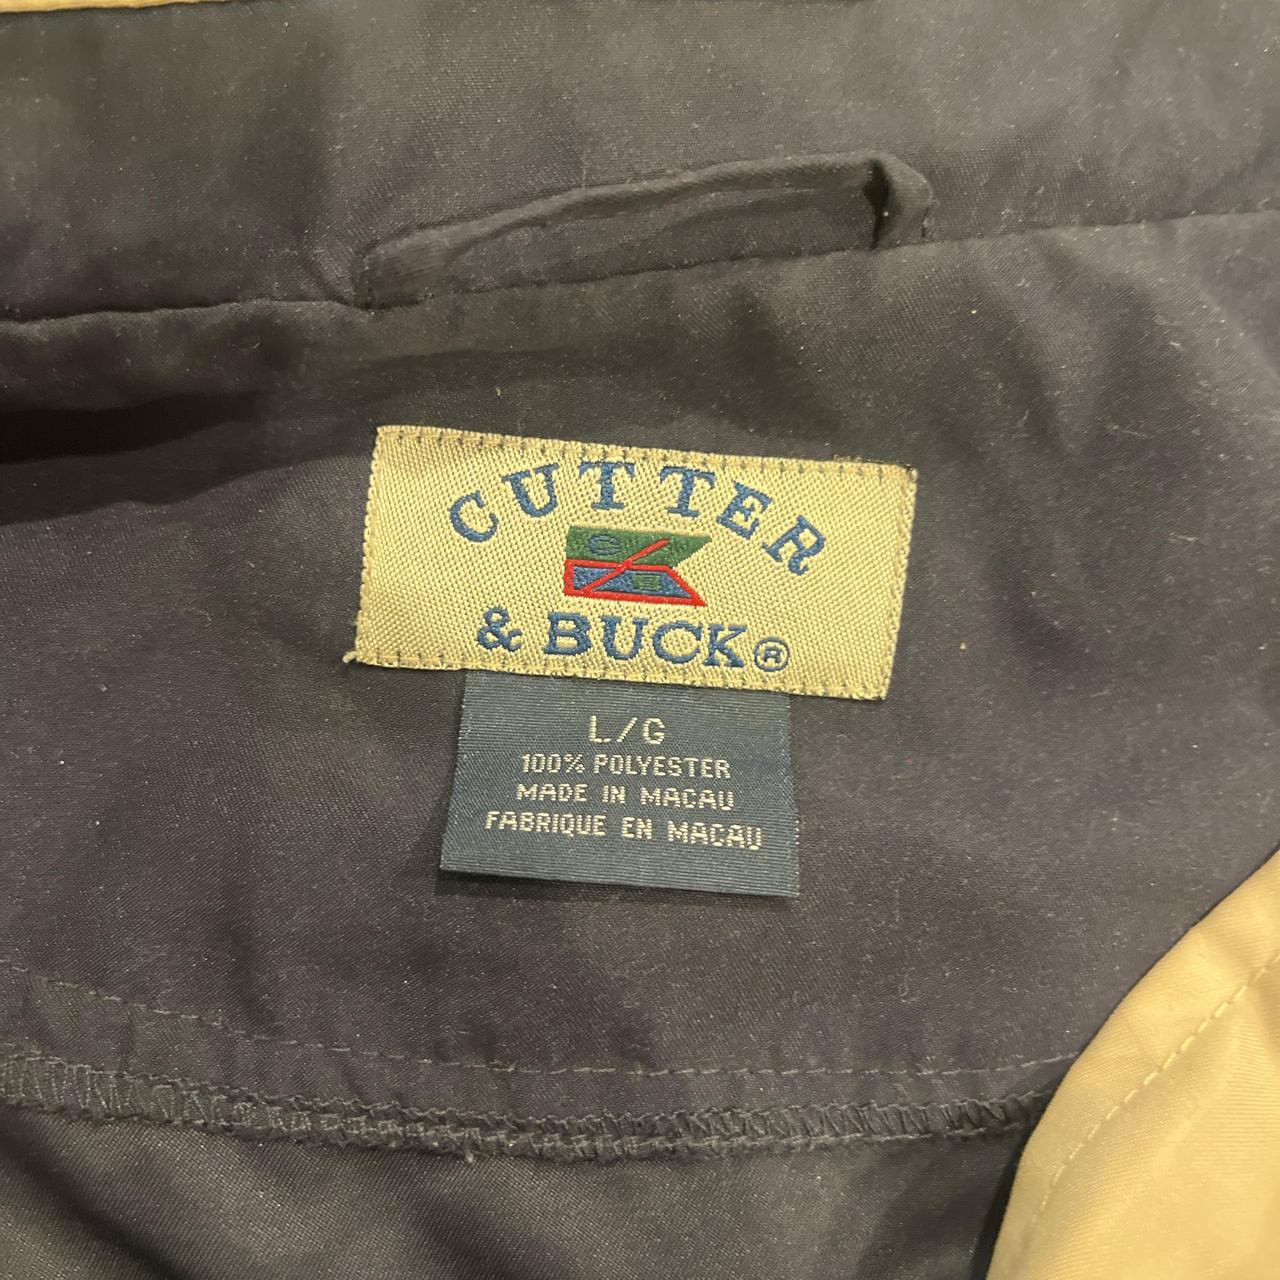 CUTTER
& BUCK®
L/G
100% POLYESTER
MADE IN MACAU
FABRIQUE EN MACAU